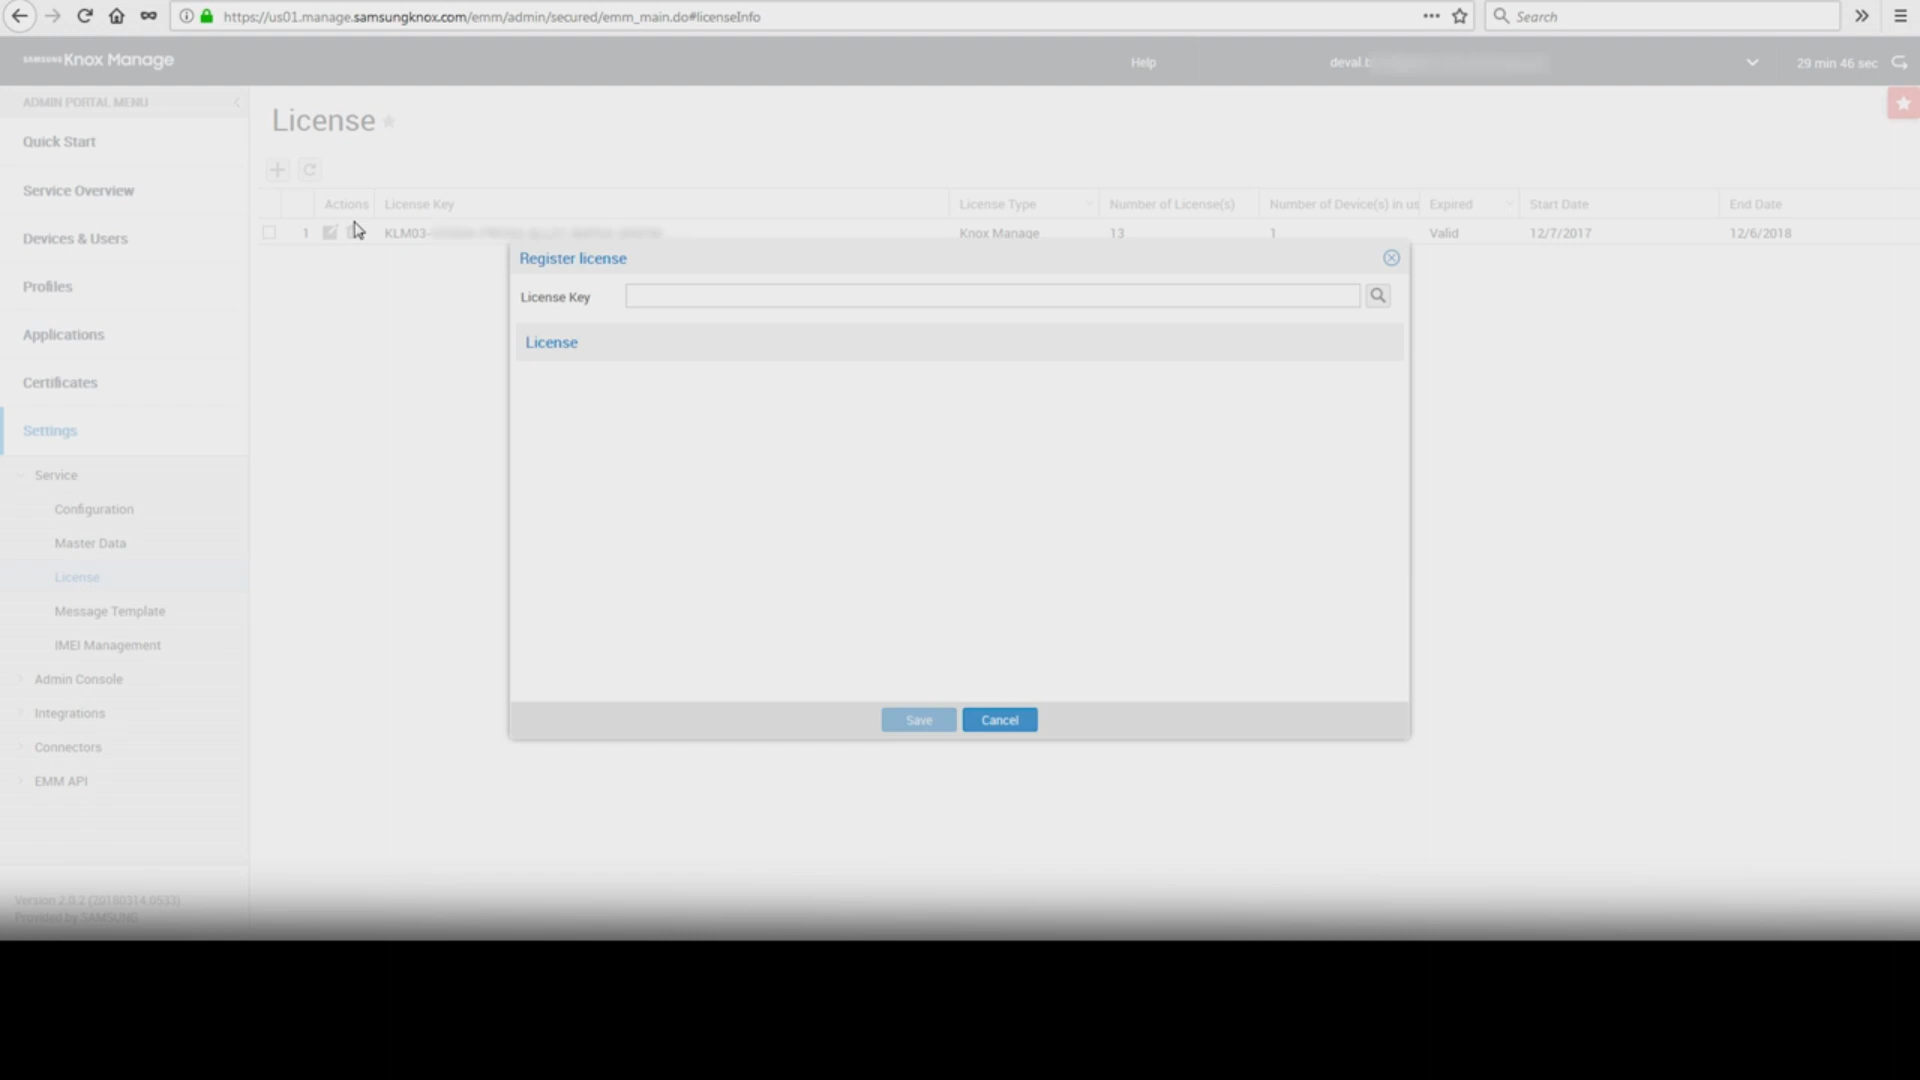 https://us01.manage.samsungknox.com/emm/admin/secured/emm_main.do#licenseInfo
Search
SAMSUNG Knox Manage
Help
deval.b
29 min 46 sec
ADMIN PORTAL MENU
Quick Start
Service Overview
Devices & Users
Profiles
Applications
Certificates
Settings
Service
Configuration
Master Data
License
Message Template
IMEI Management
Admin Console
Integrations
Connectors
EMM API
Version 2.0.2 (20180314.0533)
Provided by SAMSUNG
License
Actions License Key License Type Number of License(s) Number of Device(s) in us Expired Start Date End Date
1 KLM03- Knox Manage 13 1 Valid 12/7/2017 12/6/2018
Register license
License Key
License
Save Cancel